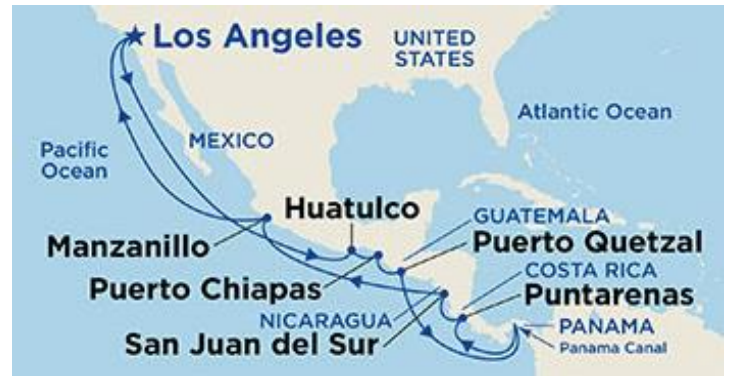 Los Angeles
UNITED
STATES
Atlantic Ocean
MEXICO
Pacific
Ocean
Huatulco
GUATEMALA
Manzanillo
Puerto Quetzal
COSTA RICA
Puerto Chiapas
Puntarenas
NICARAGUA
PANAMA
San Juan del Sur
Panama Canal